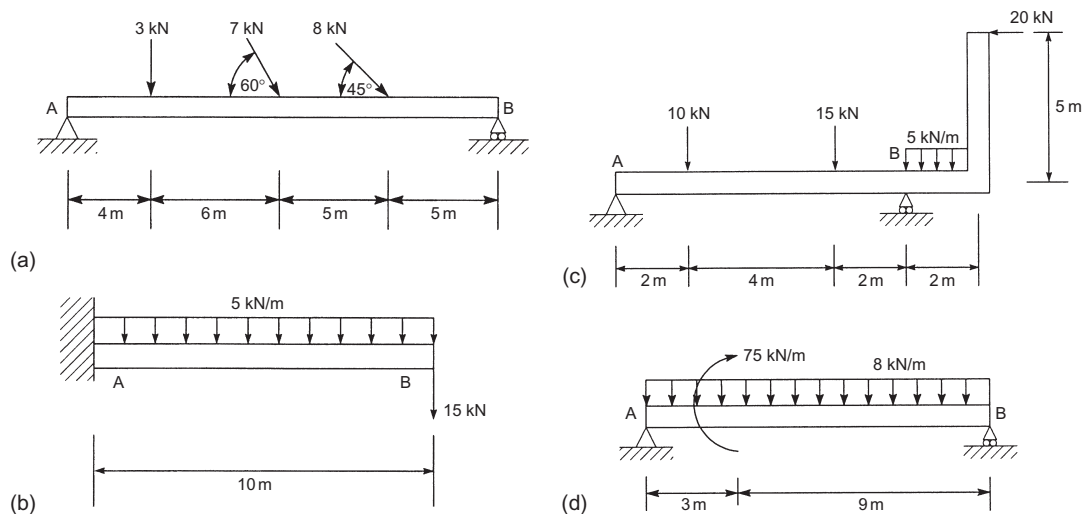 3 kN 7 kN 8 kN
60° 45°
A B
4 m 6 m 5 m 5 m
(a)
5 kN/m
A B
15 kN
10 m
(b)
20 kN
5 m
10 kN 15 kN
5 kN/m
B
A
2 m 4 m 2 m 2 m
(c)
75 kN/m 8 kN/m
A B
3 m 9 m
(d)